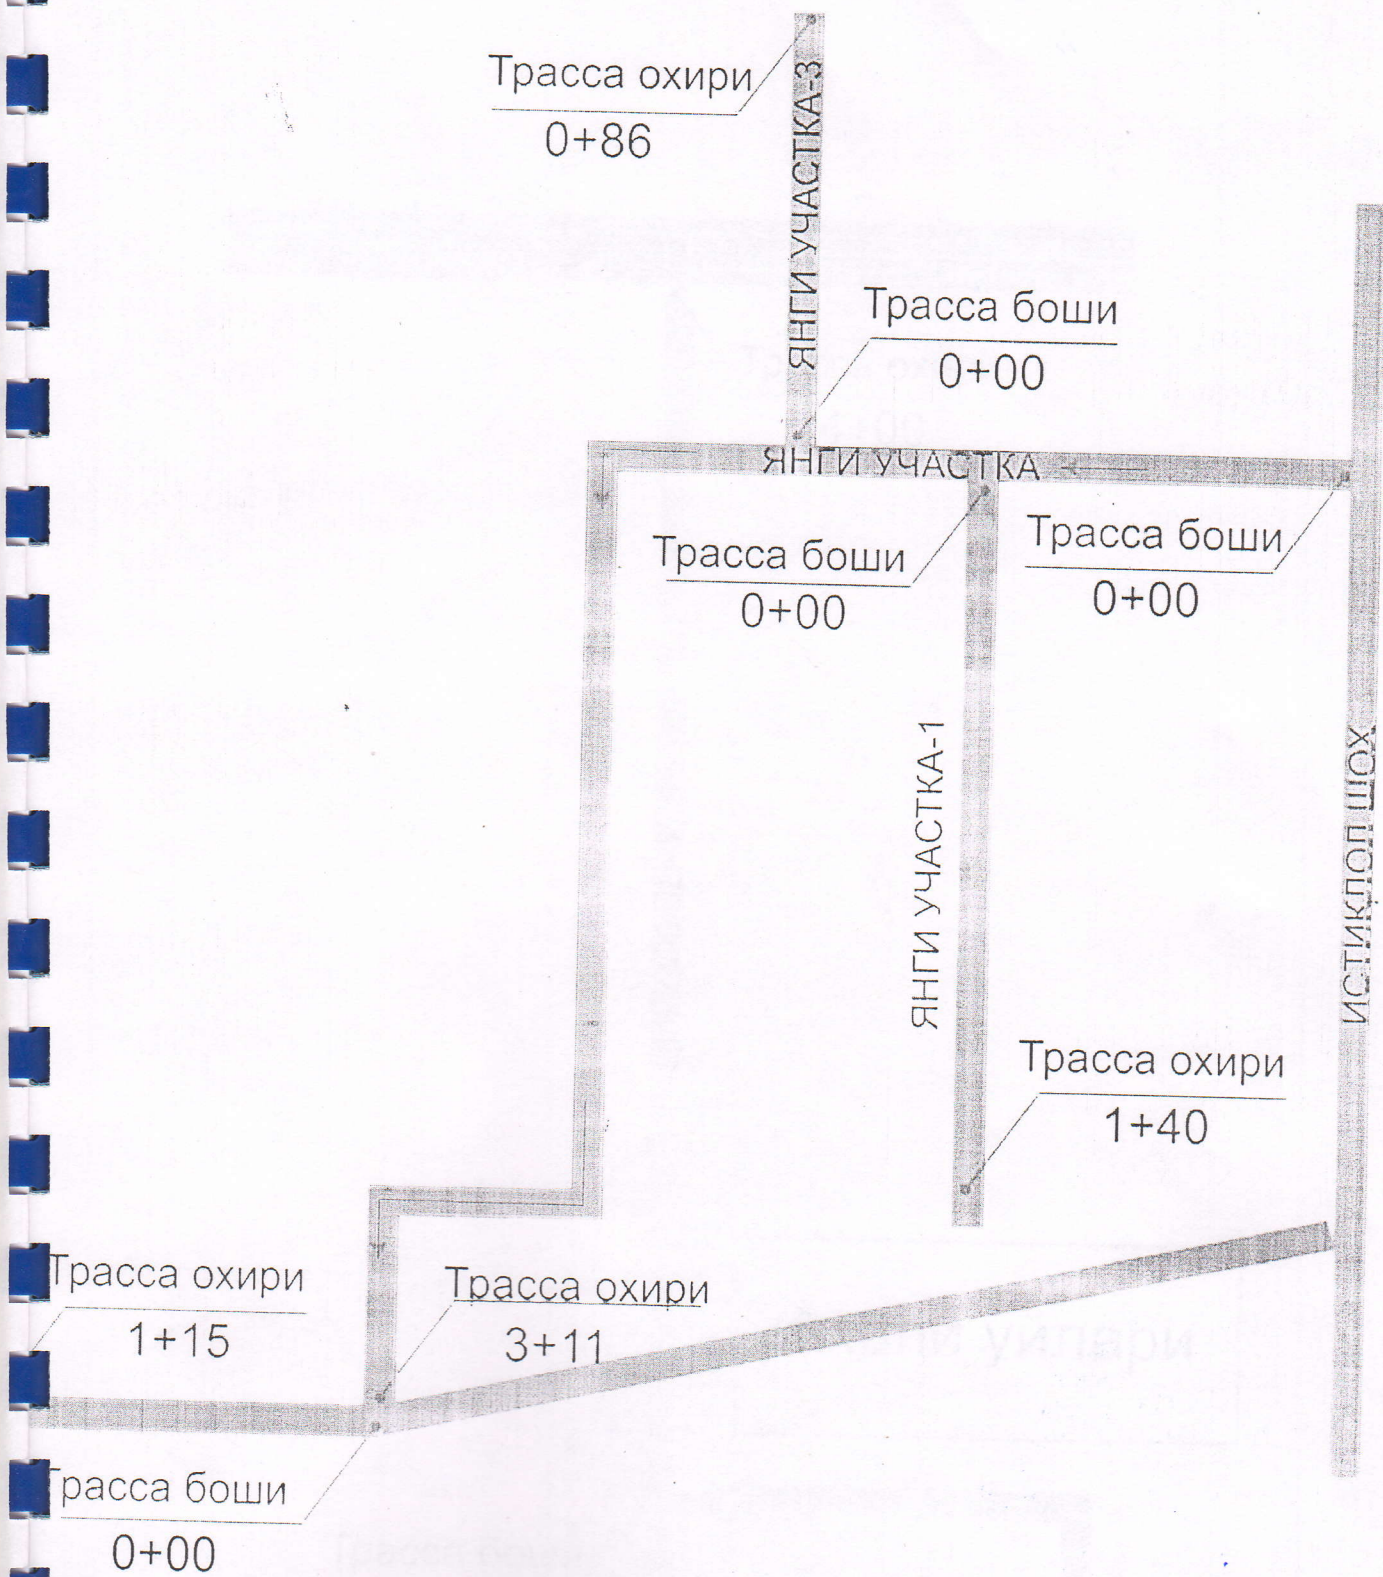 Трасса охири
0+86
ЯНГИ УЧАСТКА-3
Трасса боши
0+00
ЯНГИ УЧАСТКА
Трасса боши
0+00
Трасса боши
0+00
ЯНГИ УЧАСТКА-1
ИСТИКЛОЛ ШОХ
Трасса охири
1+40
Трасса охири
1+15
Трасса охири
3+11
Трасса боши
0+00